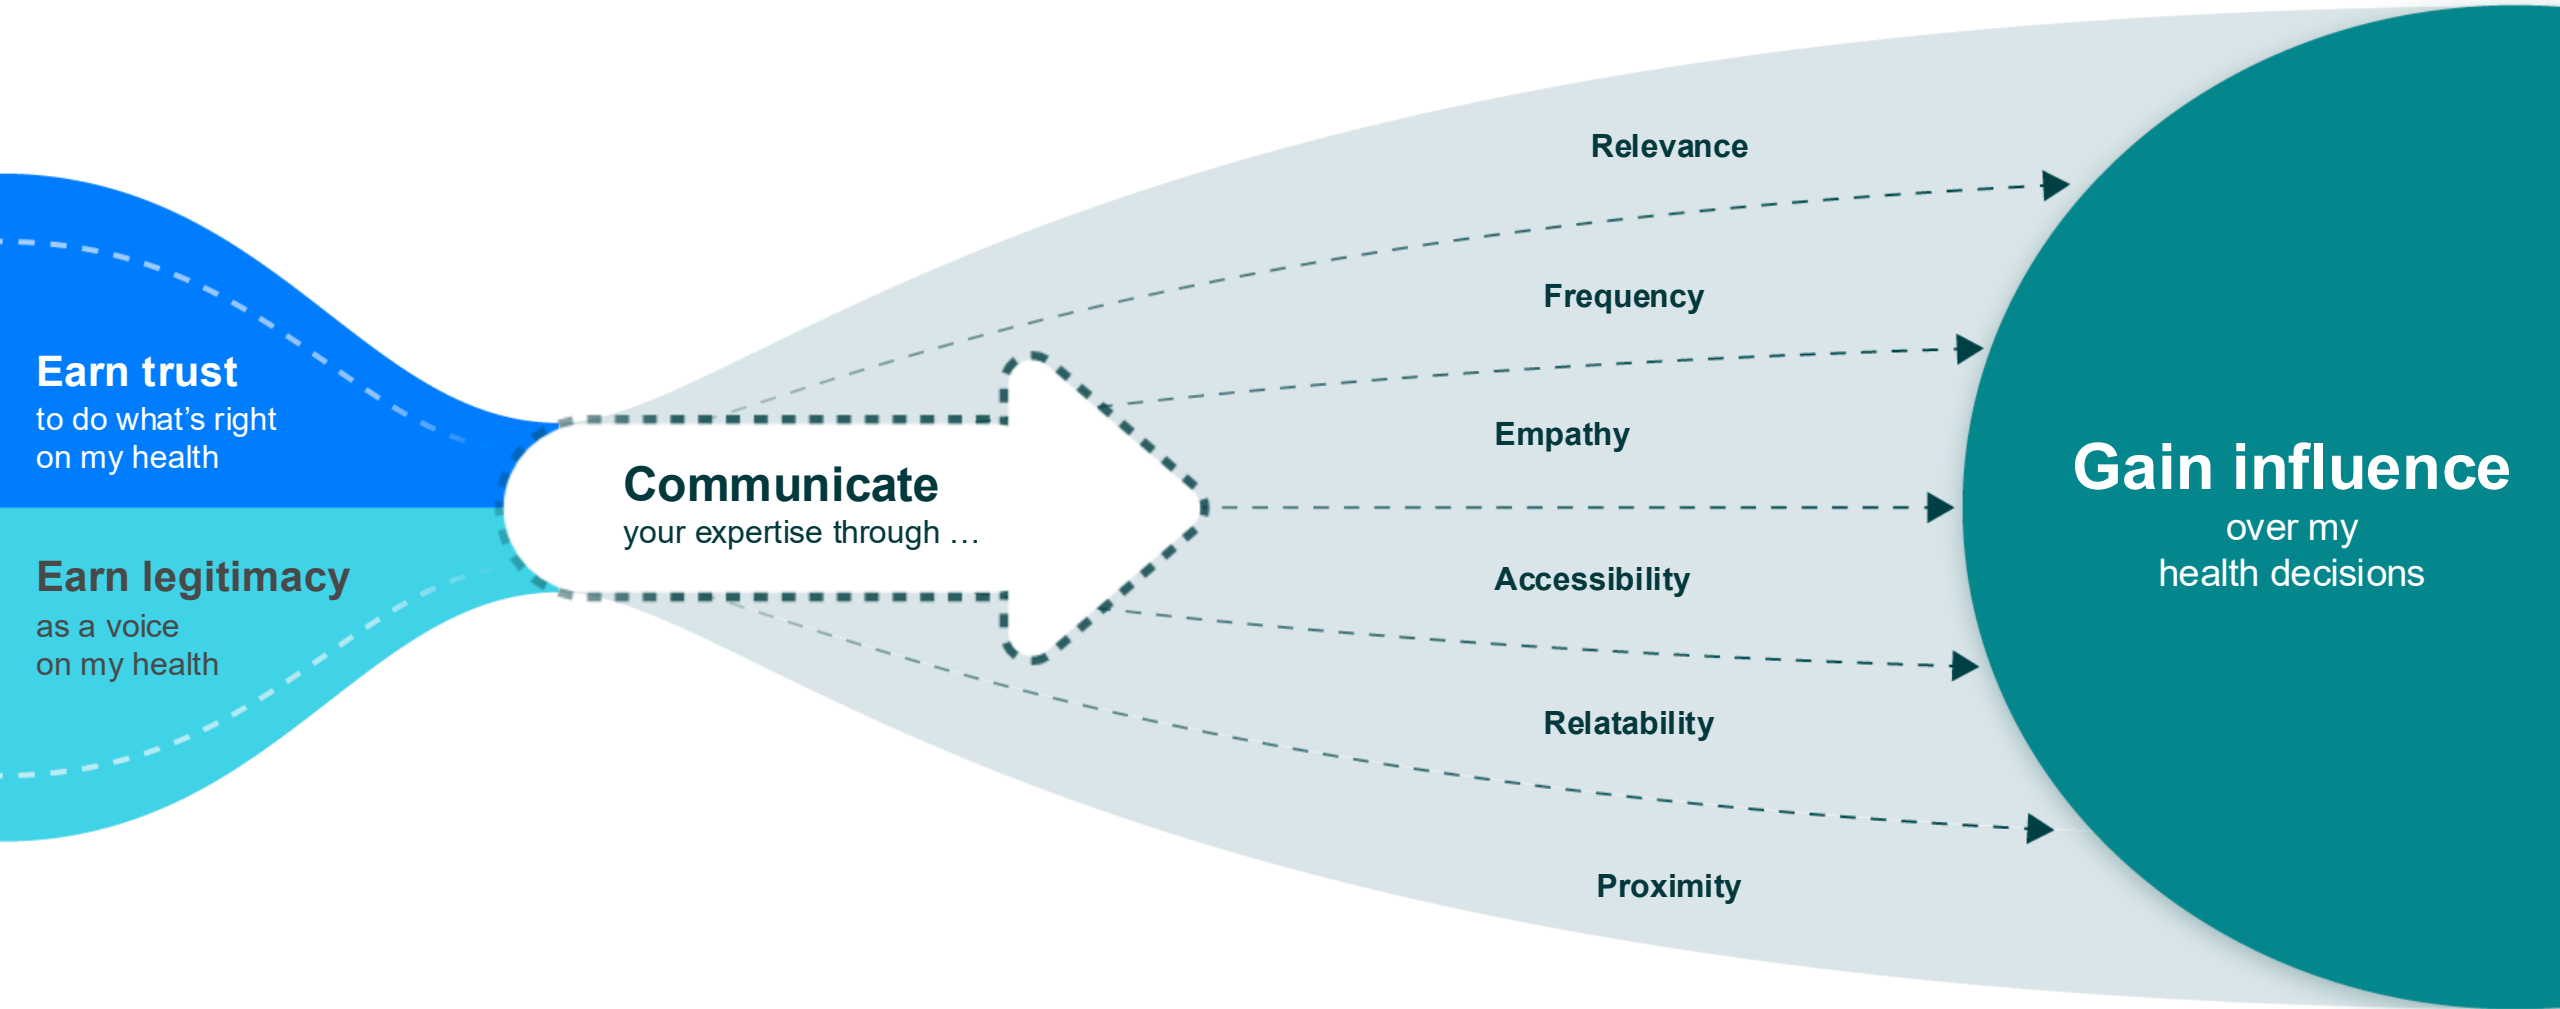 Earn trust
to do what’s right
on my health
Earn legitimacy
as a voice
on my health
Communicate
your expertise through …
Relevance
Frequency
Empathy
Accessibility
Relatability
Proximity
Gain influence
over my
health decisions